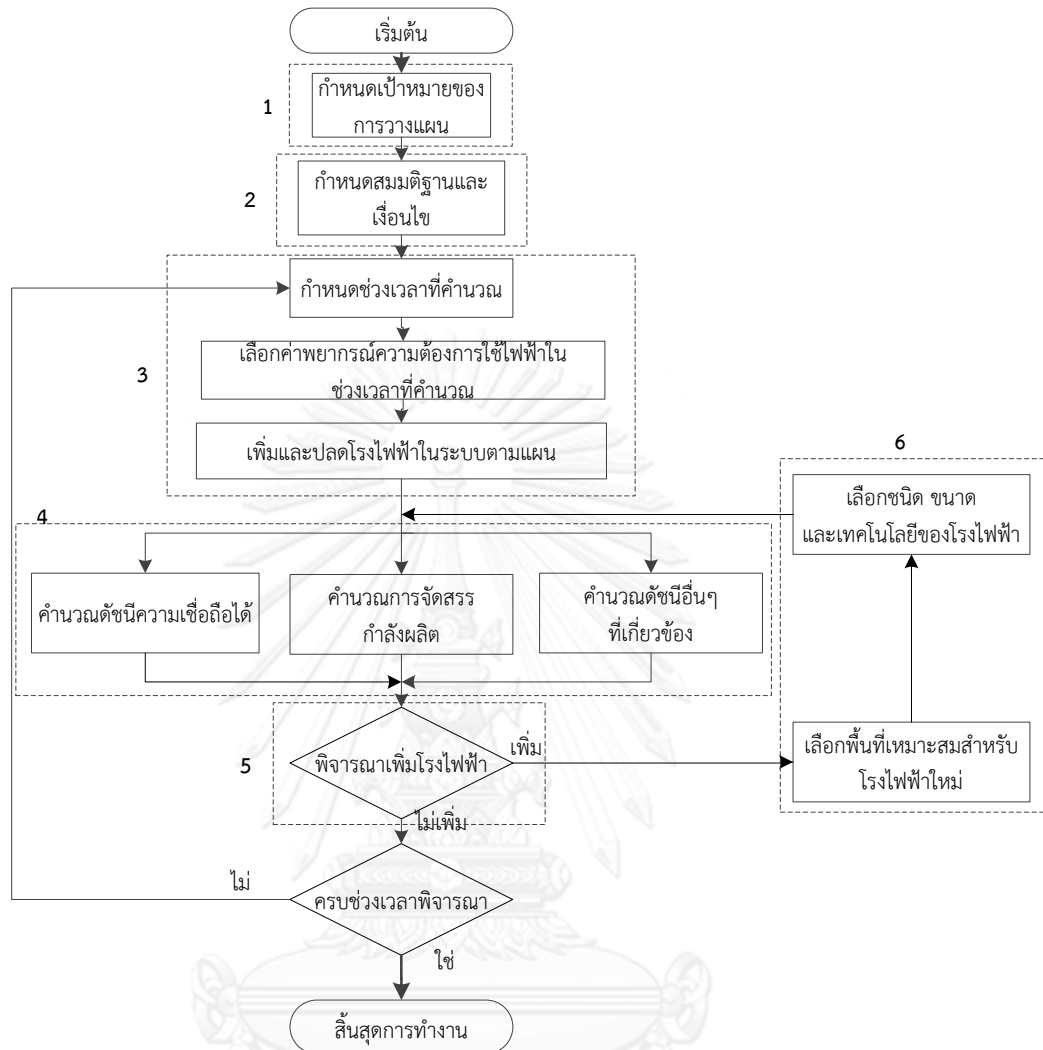 เริ่มต้น
1
กำหนดเป้าหมายของ
การวางแผน
2
กำหนดสมมติฐานและ
เงื่อนไข
3
กำหนดช่วงเวลาที่คำนวณ
เลือกค่าพยากรณ์ความต้องการใช้ไฟฟ้าใน
ช่วงเวลาที่คำนวณ
เพิ่มและปลดโรงไฟฟ้าในระบบตามแผน
4
คำนวณดัชนีความเชื่อถือได้
คำนวณการจัดสรร
กำลังผลิต
คำนวณดัชนีอื่นๆ
ที่เกี่ยวข้อง
5
พิจารณาเพิ่มโรงไฟฟ้า
เพิ่ม
ไม่เพิ่ม
6
เลือกชนิด ขนาด
และเทคโนโลยีของโรงไฟฟ้า
เลือกพื้นที่เหมาะสมสำหรับ
โรงไฟฟ้าใหม่
ครบช่วงเวลาพิจารณา
ไม่
ใช่
สิ้นสุดการทำงาน